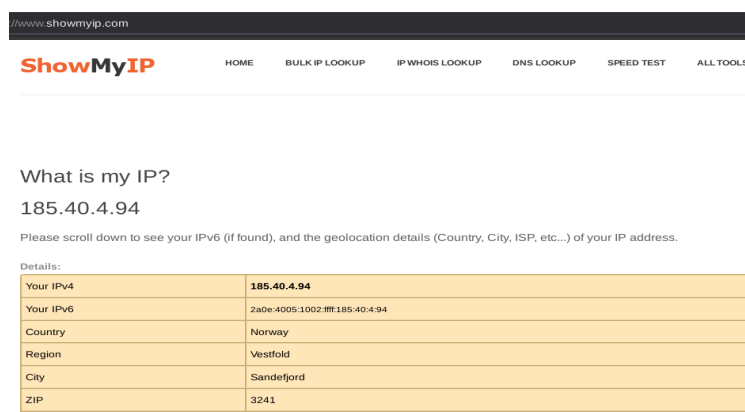 ://www.showmyip.com
ShowMyIP
HOME BULK IP LOOKUP IP WHOIS LOOKUP DNS LOOKUP SPEED TEST ALL TOOLS
What is my IP?
185.40.4.94
Please scroll down to see your IPv6 (if found), and the geolocation details (Country, City, ISP, etc...) of your IP address.
Details:
Your IPv4 185.40.4.94
Your IPv6 2a0e:4005:1002:ffff:185:40:4:94
Country Norway
Region Vestfold
City Sandefjord
ZIP 3241